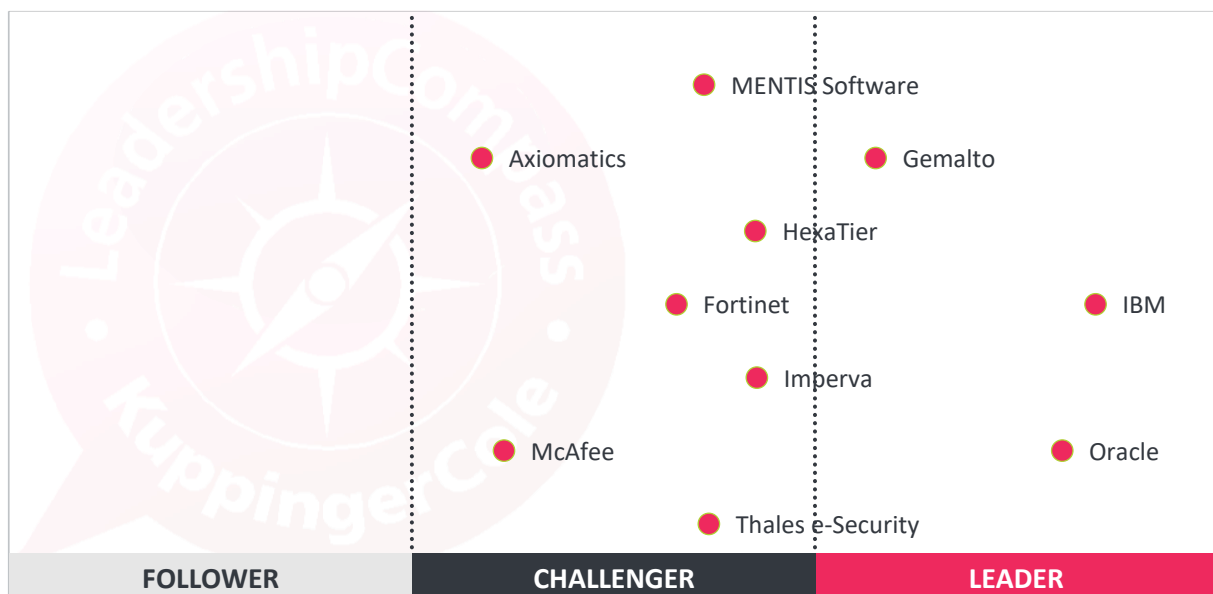 LeadershipCompass
KuppingerCole
MENTIS Software
Axiomatics
Gemalto
HexaTier
Fortinet
IBM
Imperva
McAfee
Oracle
Thales e-Security
FOLLOWER
CHALLENGER
LEADER